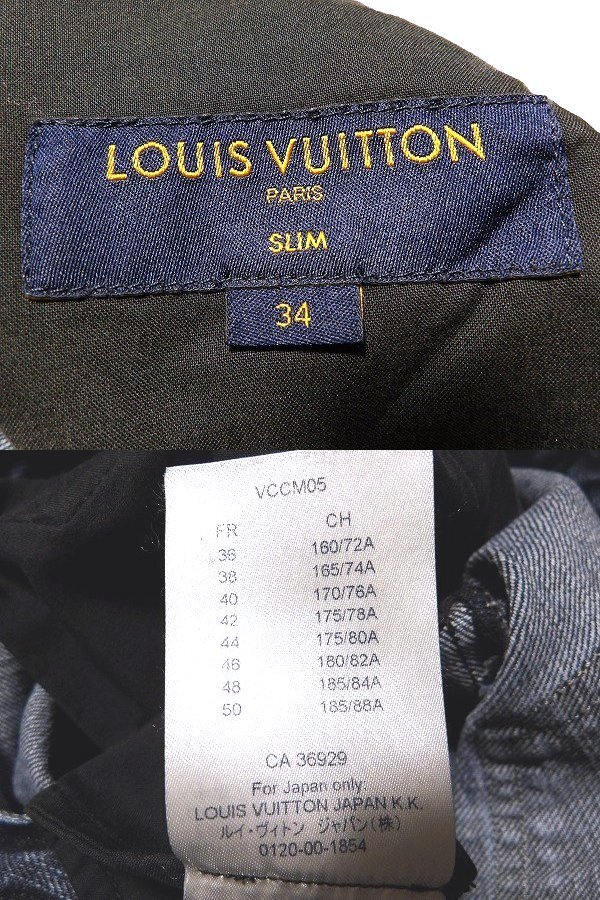 LOUIS VUITTON
PARIS
SLIM
34
VCCM05
FR CH
36 160/72A
38 165/74A
40 170/76A
42 175/78A
44 175/80A
46 180/82A
48 185/84A
50 185/88A
CA 36929
For Japan only:
LOUIS VUITTON JAPAN K.K.
ルイ・ヴィトン ジャパン(株)
0120-00-1854